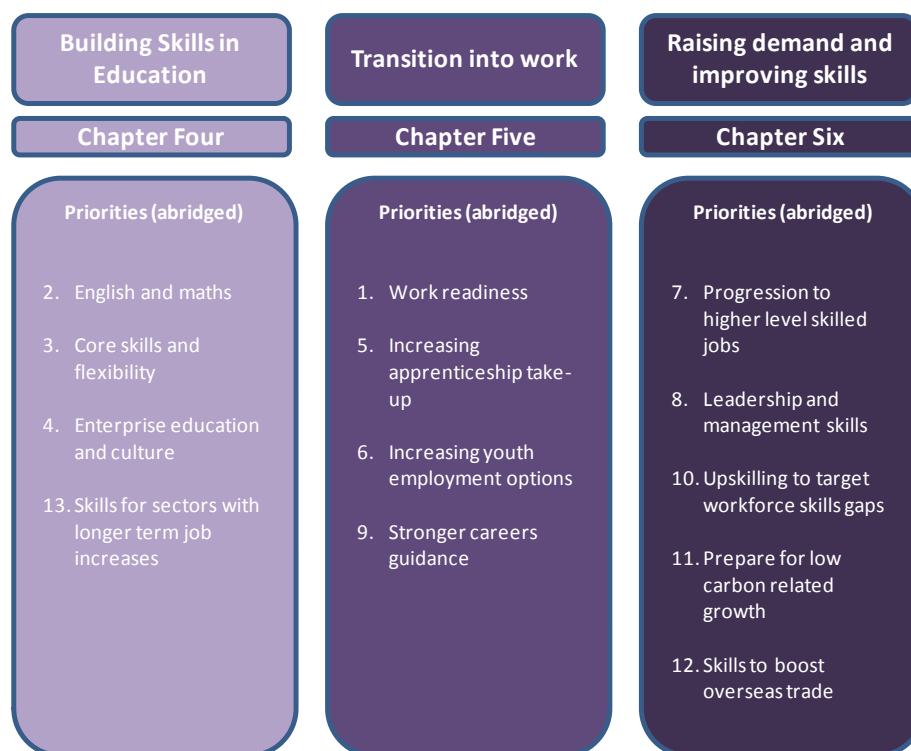 Building Skills in
Education
Chapter Four
Priorities (abridged)
2. English and maths
3. Core skills and
flexibility
4. Enterprise education
and culture
13. Skills for sectors with
longer term job
increases
Transition into work
Chapter Five
Priorities (abridged)
1. Work readiness
5. Increasing
apprenticeship take-
up
6. Increasing youth
employment options
9. Stronger careers
guidance
Raising demand and
improving skills
Chapter Six
Priorities (abridged)
7. Progression to
higher level skilled
jobs
8. Leadership and
management skills
10. Upskilling to target
workforce skills gaps
11. Prepare for low
carbon related
growth
12. Skills to boost
overseas trade